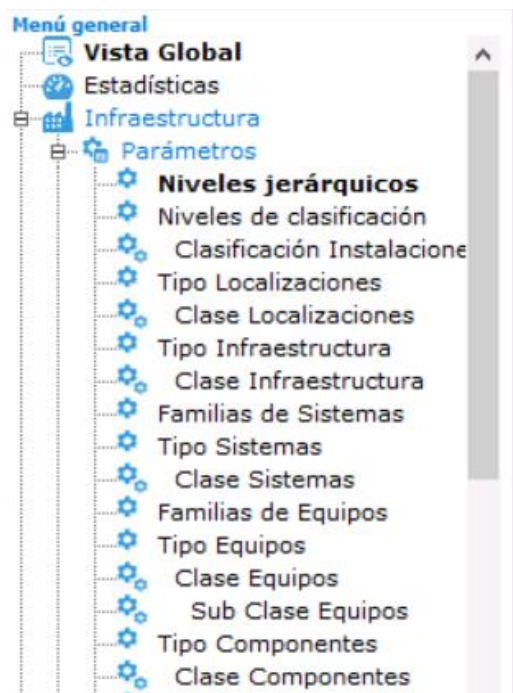 Menú general
Vista Global
Estadísticas
Infraestructura
Parámetros
Niveles jerárquicos
Niveles de clasificación
Clasificación Instalacione
Tipo Localizaciones
Clase Localizaciones
Tipo Infraestructura
Clase Infraestructura
Familias de Sistemas
Tipo Sistemas
Clase Sistemas
Familias de Equipos
Tipo Equipos
Clase Equipos
Sub Clase Equipos
Tipo Componentes
Clase Componentes